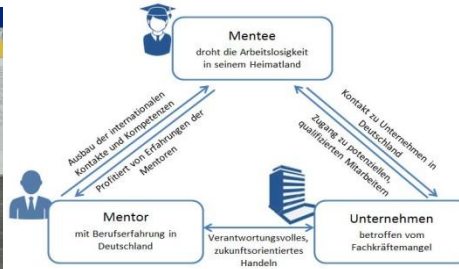 Mentee
droht die Arbeitslosigkeit
in seinem Heimatland
Ausbau der internationalen
Kontakte und Kompetenzen
Profitiert von Erfahrungen der
Mentoren
Kontakt zu Unternehmen in
Deutschland
Zugang zu potenziellen,
qualifizierten Mitarbeitern
Mentor
mit Berufserfahrung in
Deutschland
Verantwortungsvolles,
zukunftsorientiertes
Handeln
Unternehmen
betroffen vom
Fachkräftemangel